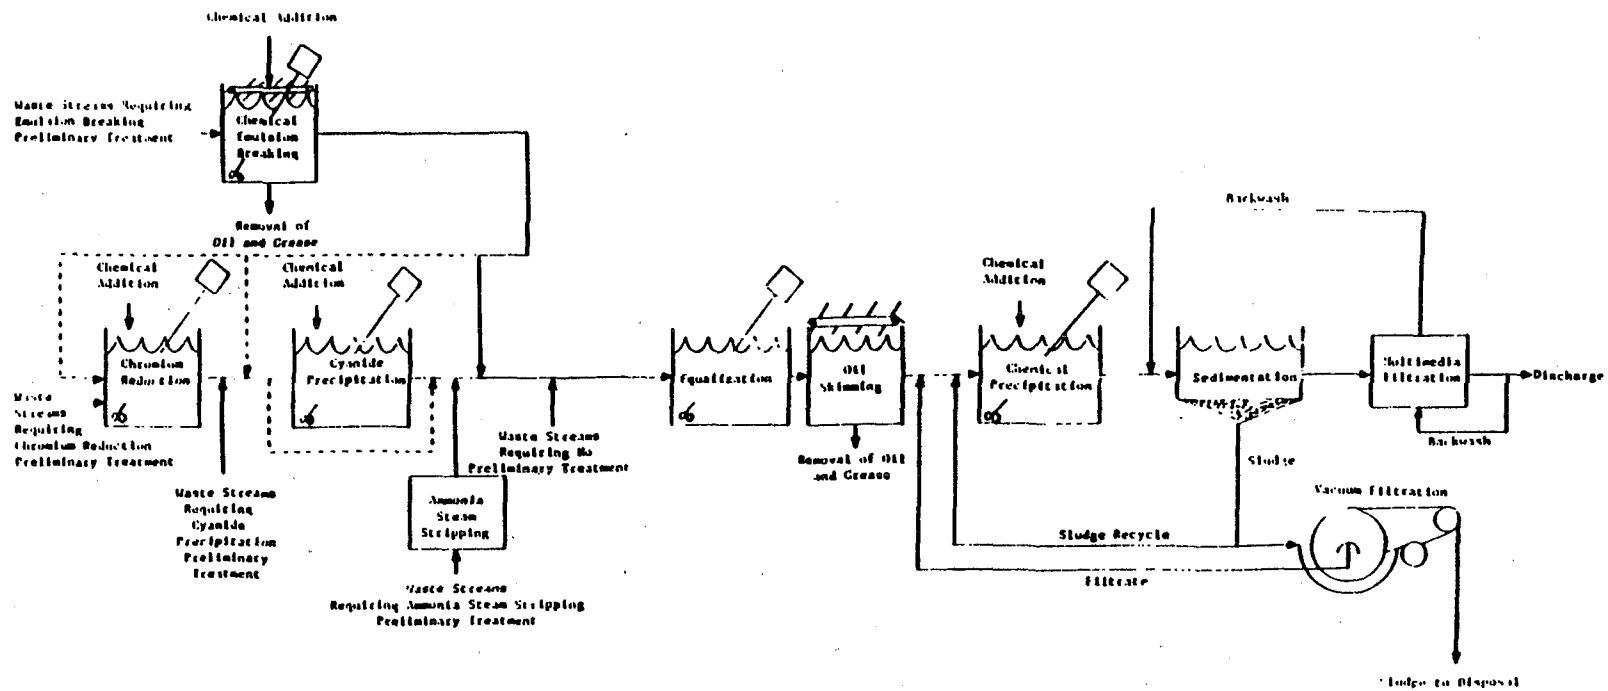 Chemical Addition
Waste Streams Requiring
Emulsion Breaking
Preliminary Treatment
Chemical
Emulsion
Breaking
Removal of
Oil and Grease
Backwash
Chemical
Addition
Chemical
Addition
Chemical
Addition
Chromium
Reduction
Cyanide
Precipitation
Equalization
Oil
Skimming
Chemical
Precipitation
Sedimentation
Multimedia
Filtration
Discharge
Waste
Streams
Requiring
Chromium Reduction
Preliminary Treatment
Waste Streams
Requiring No
Preliminary Treatment
Removal of Oil
and Grease
Backwash
Sludge
Waste Streams
Requiring
Cyanide
Precipitation
Preliminary
Treatment
Ammonia
Steam
Stripping
Vacuum Filtration
Sludge Recycle
Filtrate
Waste Streams
Requiring Ammonia Steam Stripping
Preliminary Treatment
Sludge to Disposal